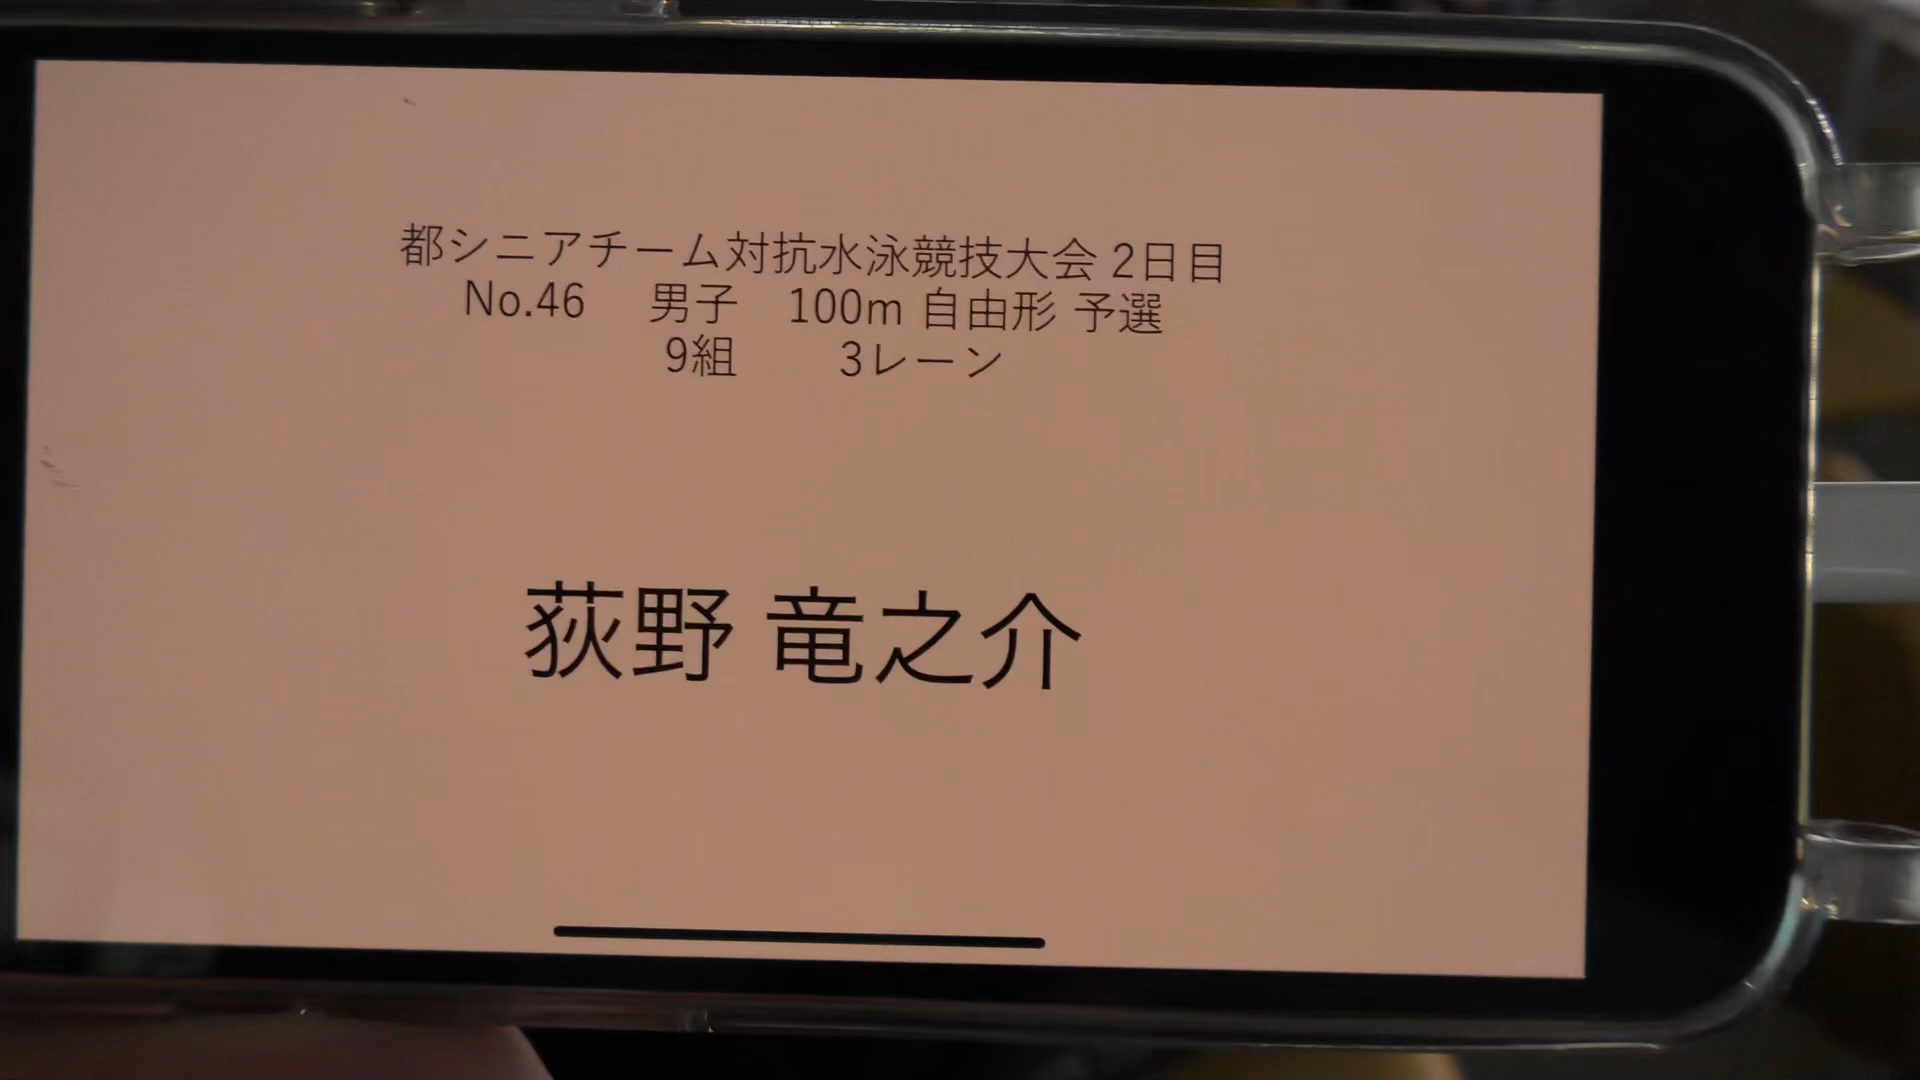 都シニアチーム対抗水泳競技大会 2日目
No.46 男子 100m 自由形 予選
9組 3レーン
荻野 竜之介